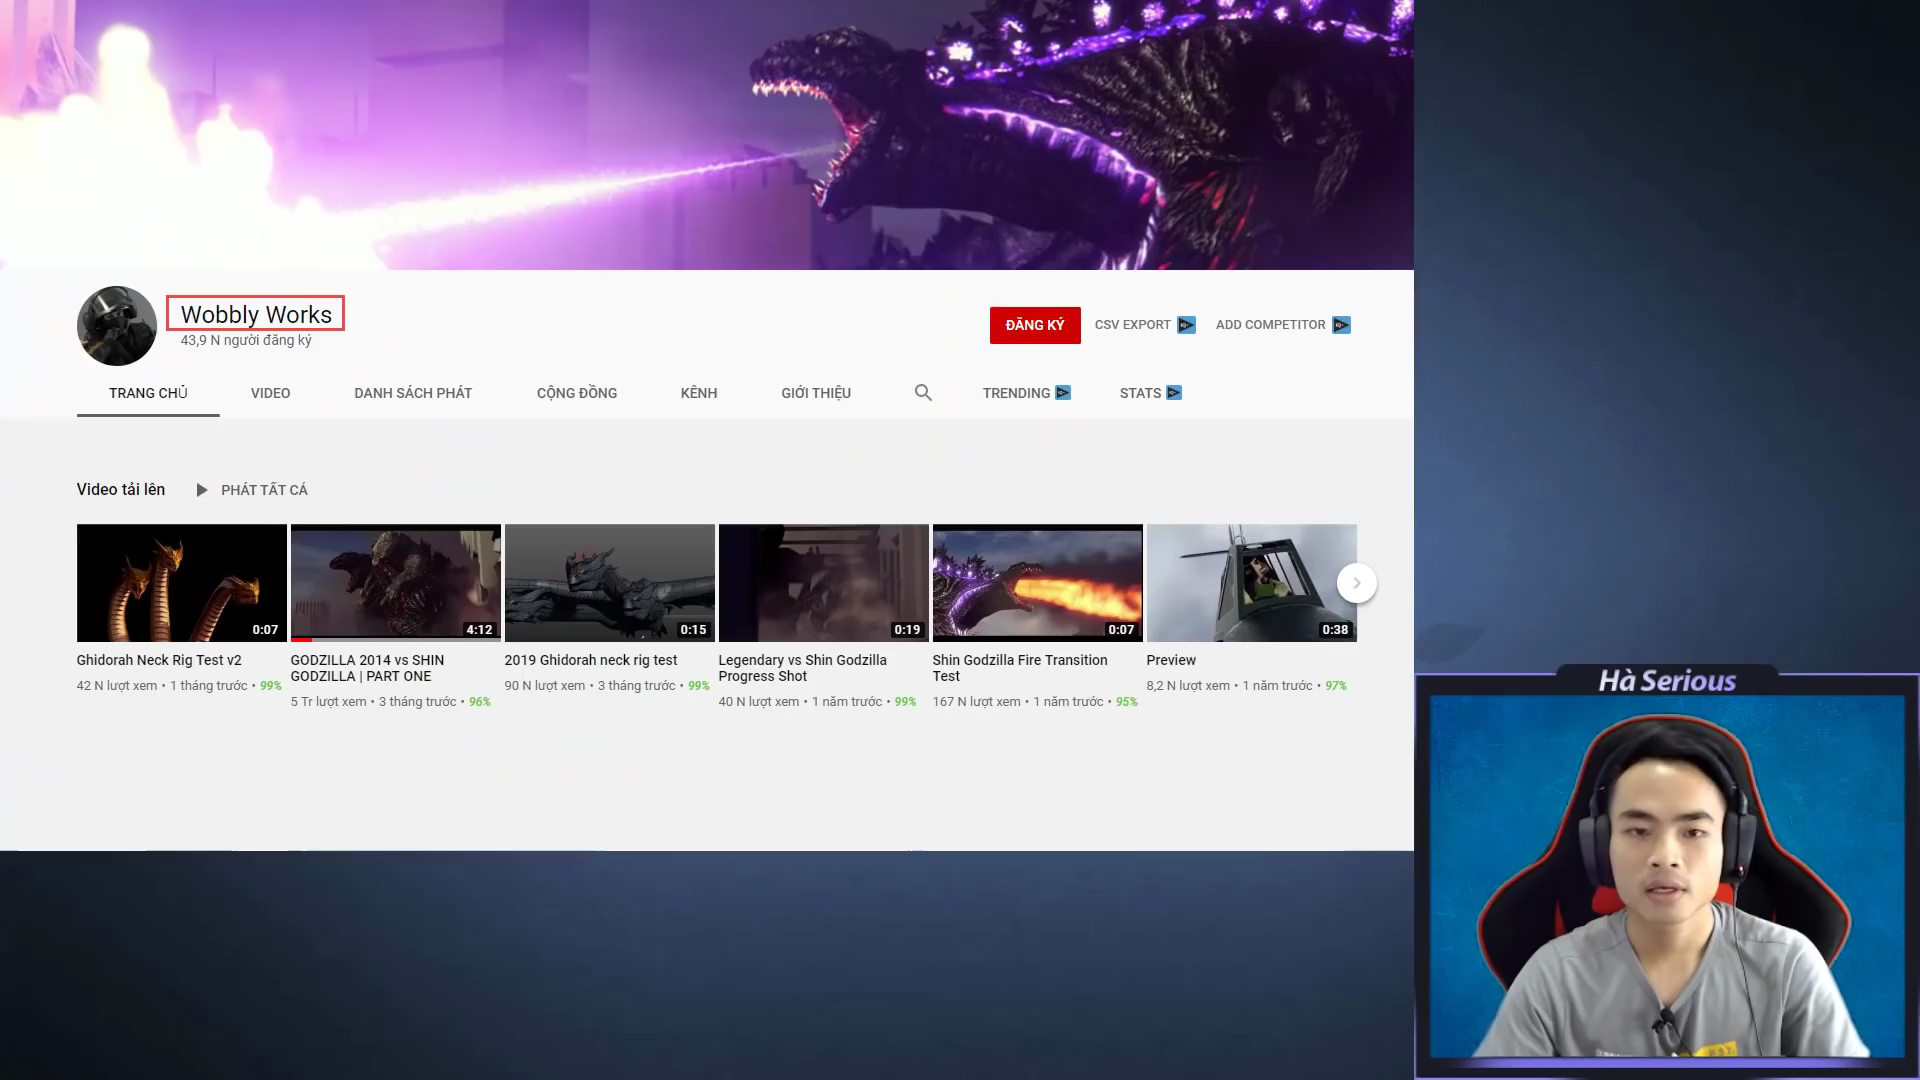 Wobbly Works
43,9 N người đăng ký
ĐĂNG KÝ
CSV EXPORT
ADD COMPETITOR
TRANG CHỦ
VIDEO
DANH SÁCH PHÁT
CỘNG ĐỒNG
KÊNH
GIỚI THIỆU
TRENDING
STATS
Video tải lên
PHÁT TẤT CẢ
0:07
4:12
0:15
0:19
0:07
0:38
Ghidorah Neck Rig Test v2
42 N lượt xem • 1 tháng trước • 99%
GODZILLA 2014 vs SHIN
GODZILLA | PART ONE
5 Tr lượt xem • 3 tháng trước • 96%
2019 Ghidorah neck rig test
90 N lượt xem • 3 tháng trước • 99%
Legendary vs Shin Godzilla
Progress Shot
40 N lượt xem • 1 năm trước • 99%
Shin Godzilla Fire Transition
Test
167 N lượt xem • 1 năm trước • 95%
Preview
8,2 N lượt xem • 1 năm trước • 97%
Hà Serious